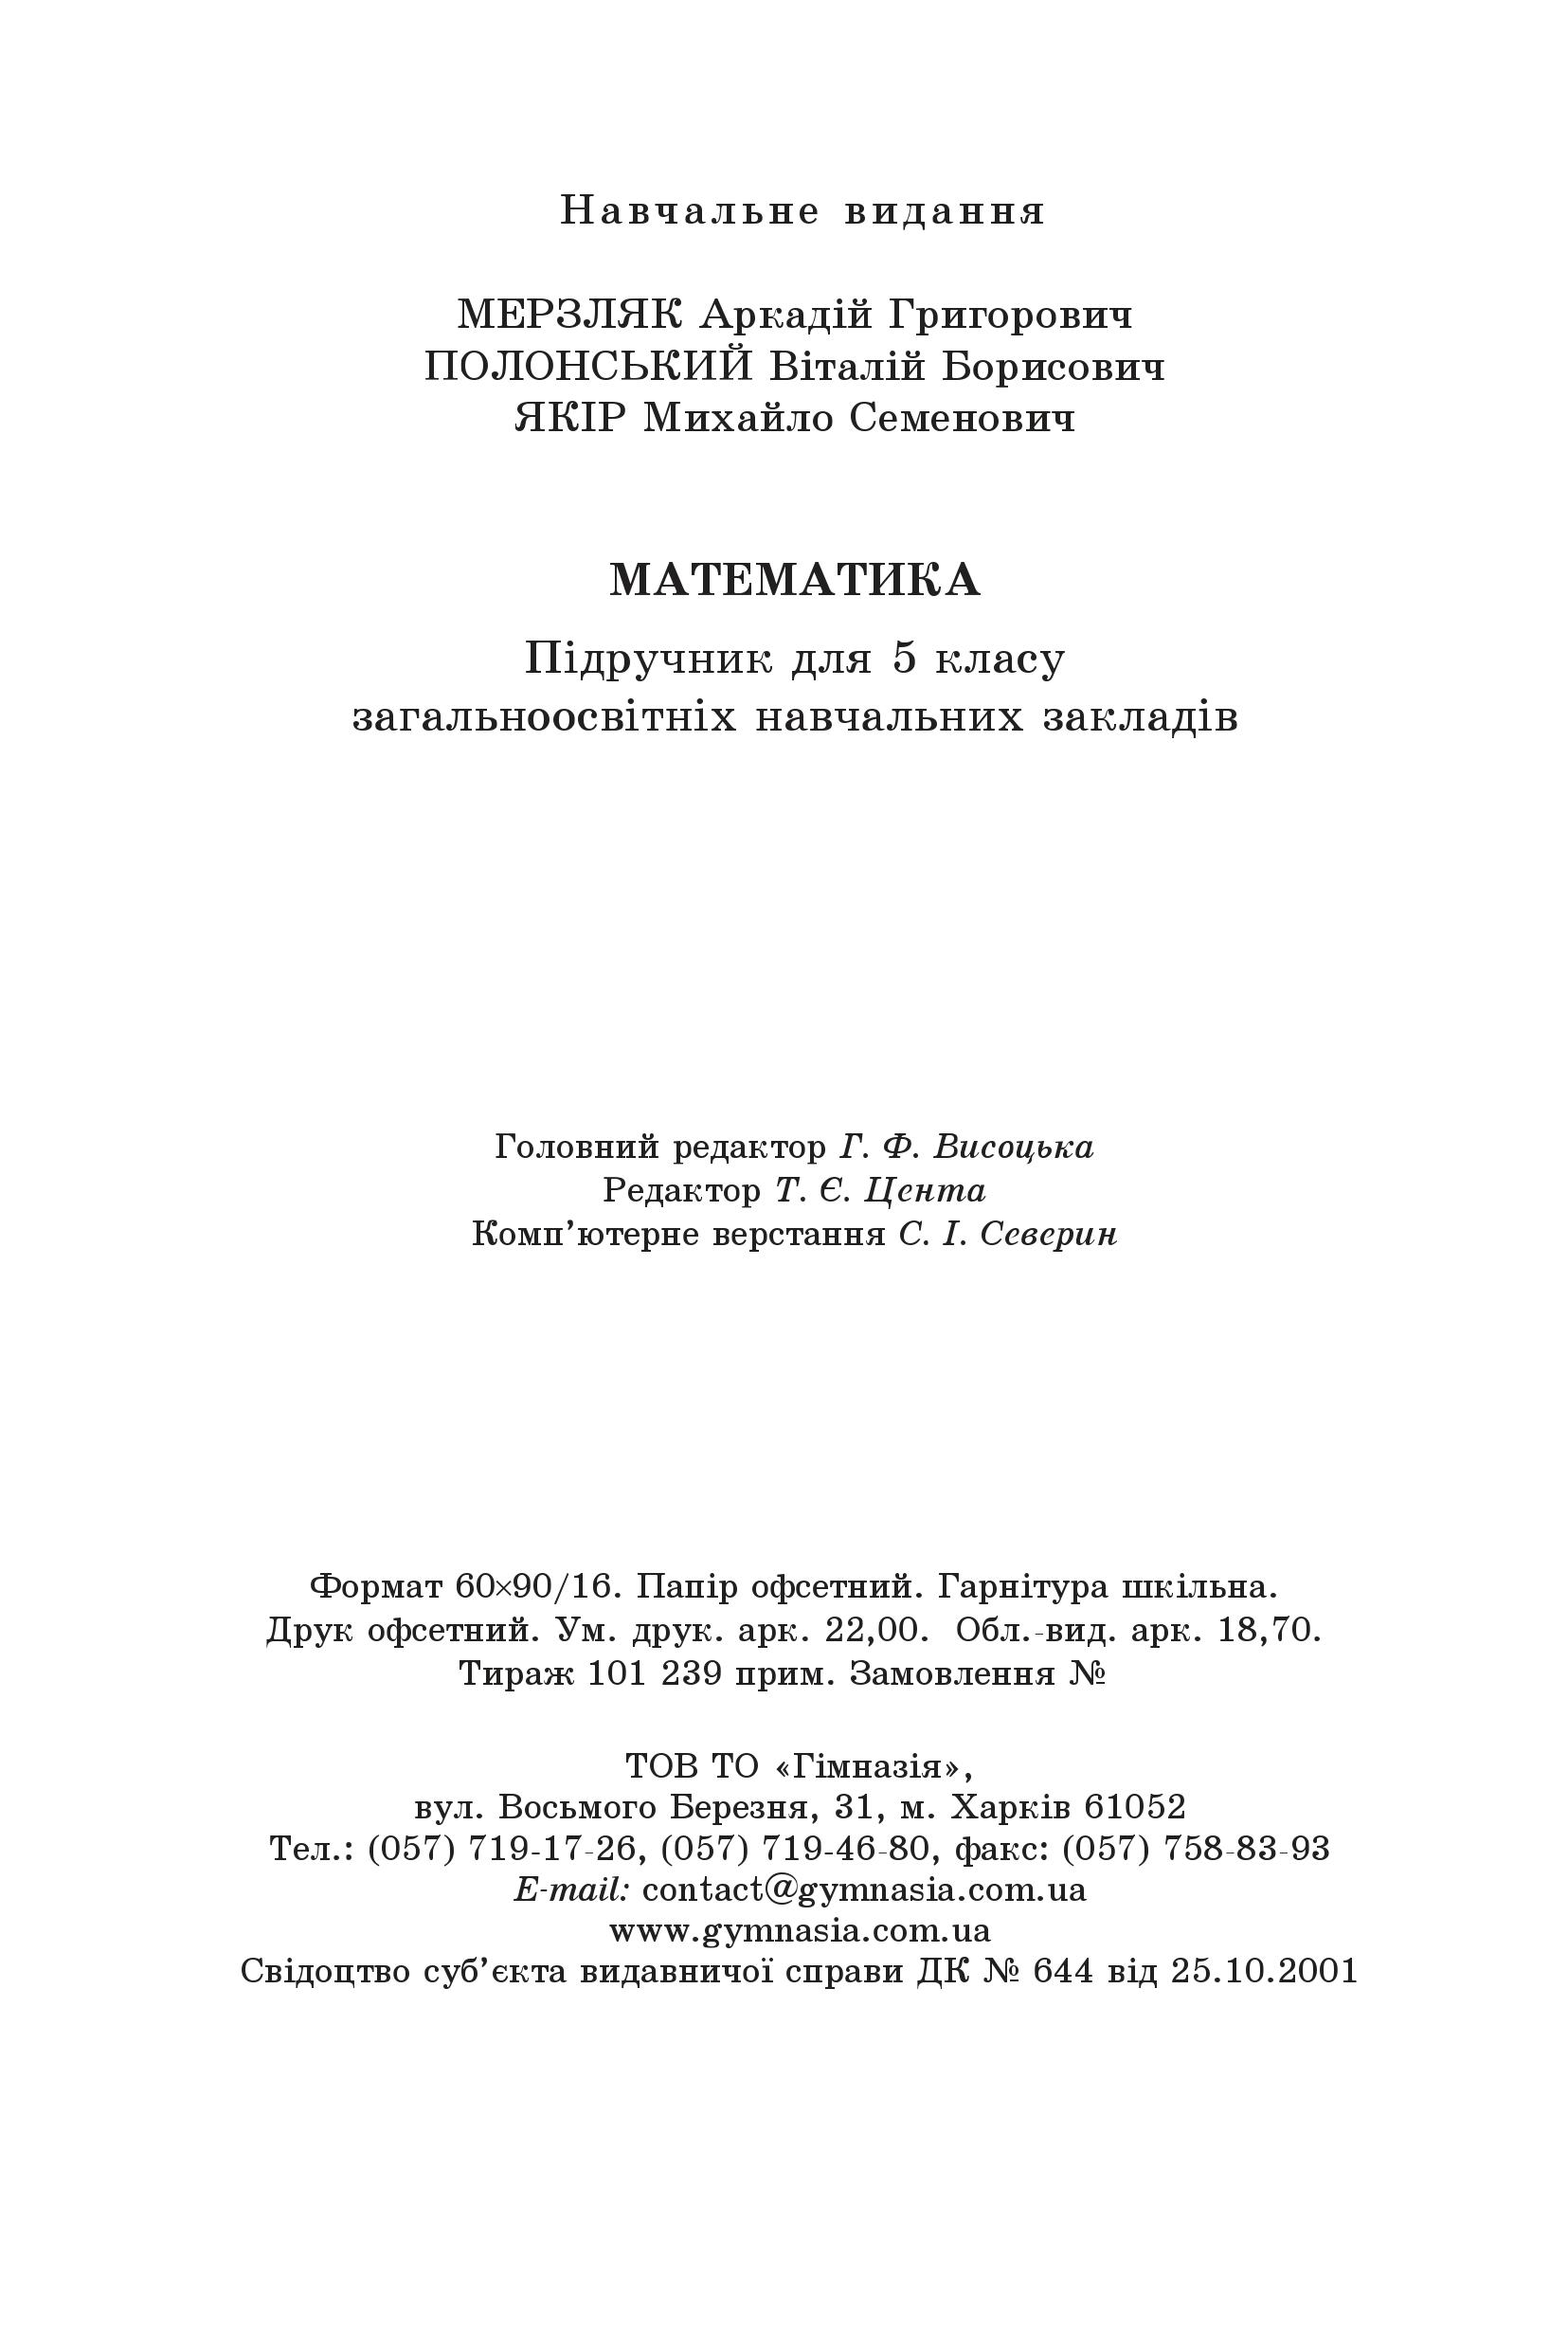 Навчальне видання
МЕРЗЛЯК Аркадій Григорович
ПОЛОНСЬКИЙ Віталій Борисович
ЯКІР Михайло Семенович
МАТЕМАТИКА
Підручник для 5 класу
загальноосвітніх навчальних закладів
Головний редактор Г. Ф. Висоцька
Редактор Т. Є. Цента
Комп’ютерне верстання С. І. Северин
Формат 60×90/16. Папір офсетний. Гарнітура шкільна.
Друк офсетний. Ум. друк. арк. 22,00. Обл.-вид. арк. 18,70.
Тираж 101 239 прим. Замовлення №
ТОВ ТО «Гімназія»,
вул. Восьмого Березня, 31, м. Харків 61052
Тел.: (057) 719-17-26, (057) 719-46-80, факс: (057) 758-83-93
E-mail: contact@gymnasia.com.ua
www.gymnasia.com.ua
Свідоцтво суб’єкта видавничої справи ДК № 644 від 25.10.2001